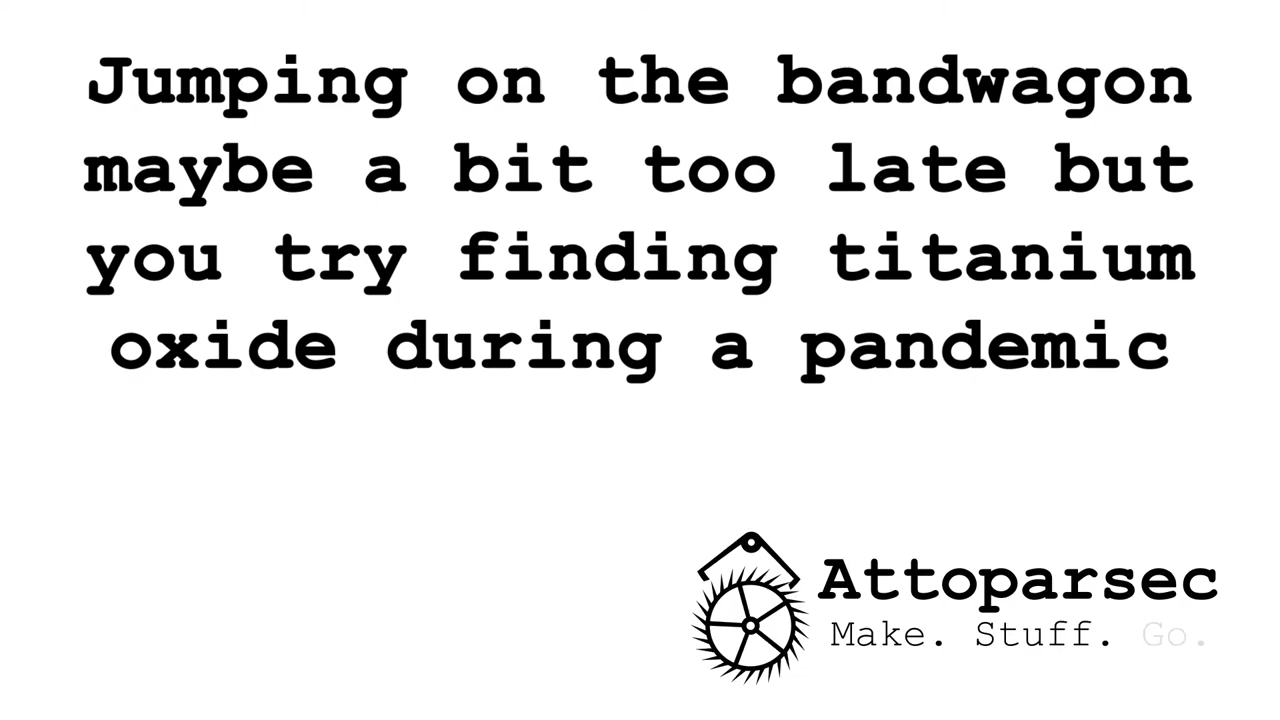 Jumping on the bandwagon
maybe a bit too late but
you try finding titanium
oxide during a pandemic
Attoparsec
Make. Stuff. Go.